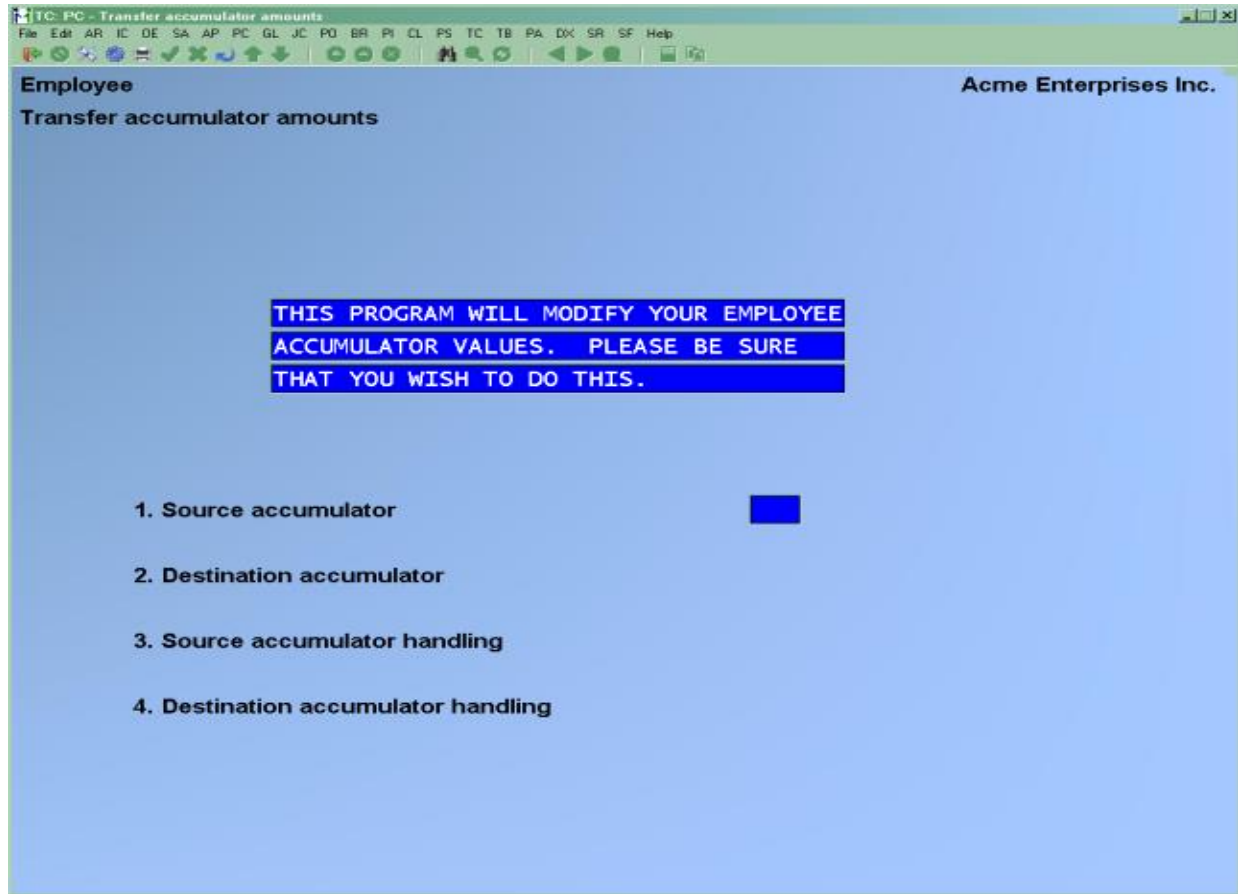 TC: PC - Transfer accumulator amounts
File Edit AR IC OE SA AP PC GL JC PO BR PI CL PS TC TB PA DX SR SF Help
Employee Acme Enterprises Inc.
Transfer accumulator amounts
THIS PROGRAM WILL MODIFY YOUR EMPLOYEE
ACCUMULATOR VALUES. PLEASE BE SURE
THAT YOU WISH TO DO THIS.
1. Source accumulator
2. Destination accumulator
3. Source accumulator handling
4. Destination accumulator handling